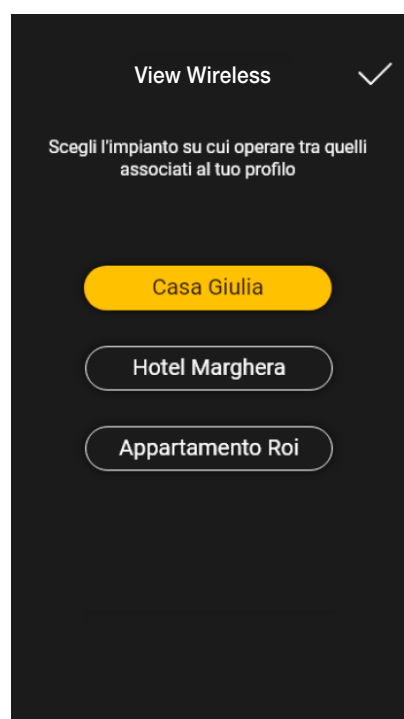 View Wireless
Scegli l'impianto su cui operare tra quelli
associati al tuo profilo
Casa Giulia
Hotel Marghera
Appartamento Roi